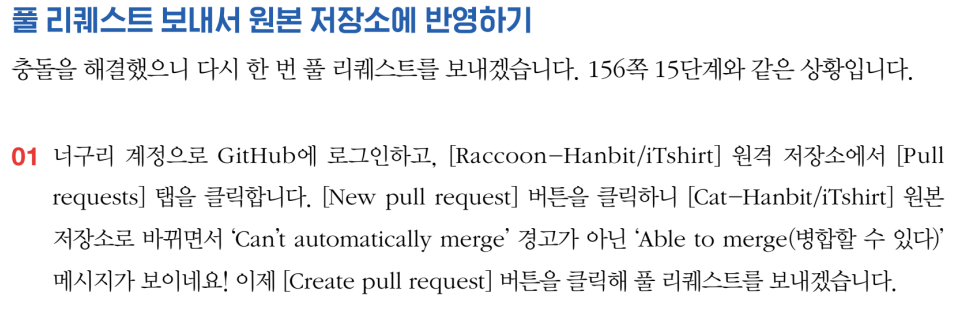 풀 리퀘스트 보내서 원본 저장소에 반영하기
충돌을 해결했으니 다시 한 번 풀 리퀘스트를 보내겠습니다. 156쪽 15단계와 같은 상황입니다.
01 너구리 계정으로 GitHub에 로그인하고, [Raccoon-Hanbit/iTshirt] 원격 저장소에서 [Pull
requests] 탭을 클릭합니다. [New pull request] 버튼을 클릭하니 [Cat-Hanbit/iTshirt] 원본
저장소로 바뀌면서 ‘Can’t automatically merge’ 경고가 아닌 ‘Able to merge(병합할 수 있다)’
메시지가 보이네요! 이제 [Create pull request] 버튼을 클릭해 풀 리퀘스트를 보내겠습니다.